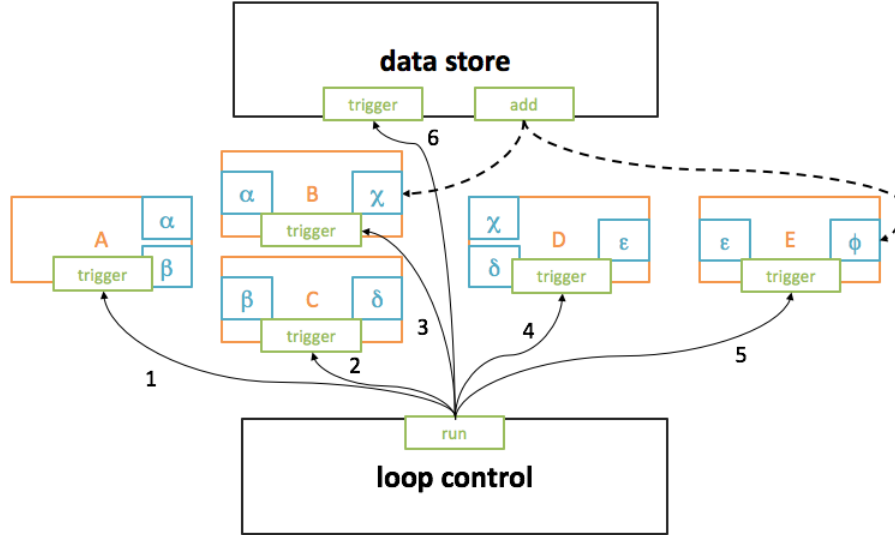 data store
trigger
add
6
α
B
χ
trigger
A
α
β
trigger
β
C
δ
trigger
χ
δ
D
ε
trigger
ε
E
ϕ
trigger
1
2
3
4
5
run
loop control